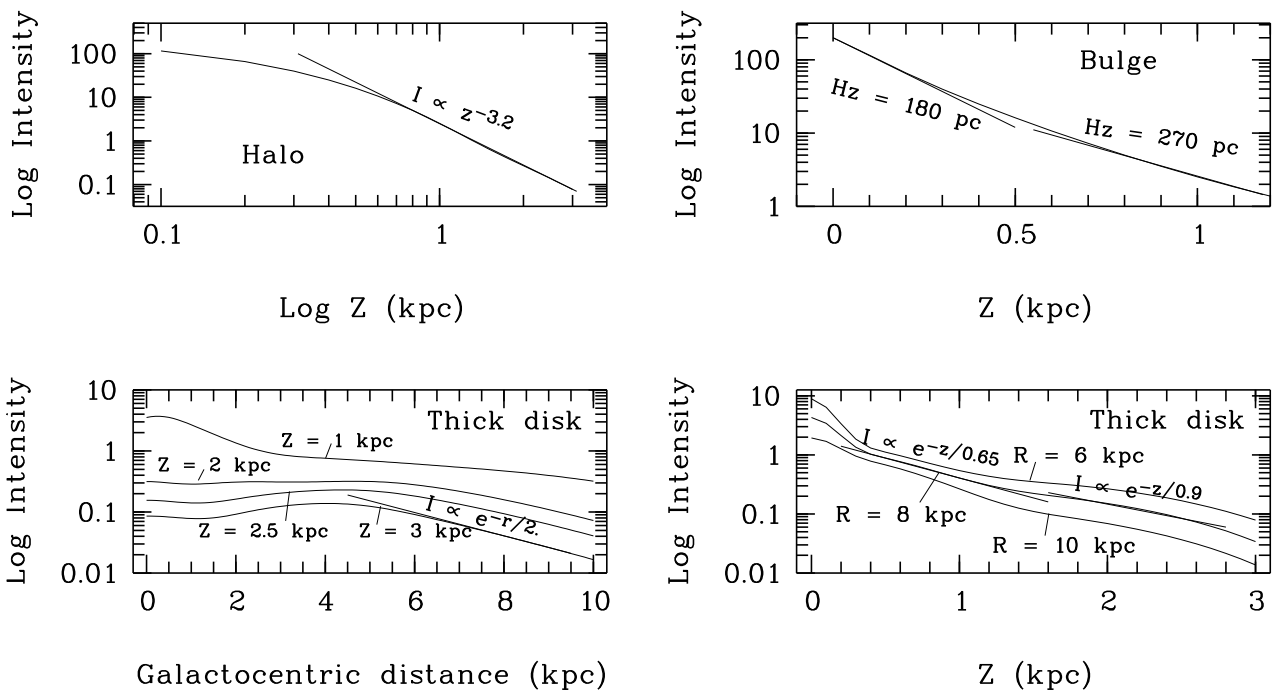 Log Intensity
100
10
1
0.1
I ∝ z⁻³·²
Halo
0.1 1
Log Z (kpc)
Log Intensity
100
10
1
Bulge
Hz = 180 pc
Hz = 270 pc
0 0.5 1
Z (kpc)
Log Intensity
10
1
0.1
0.01
Thick disk
Z = 1 kpc
Z = 2 kpc
I ∝ e⁻r/2.
Z = 2.5 kpc
Z = 3 kpc
0 2 4 6 8 10
Galactocentric distance (kpc)
Log Intensity
10
1
0.1
0.01
Thick disk
I ∝ e⁻z/0.65
R = 6 kpc
I ∝ e⁻z/0.9
R = 8 kpc
R = 10 kpc
0 1 2 3
Z (kpc)